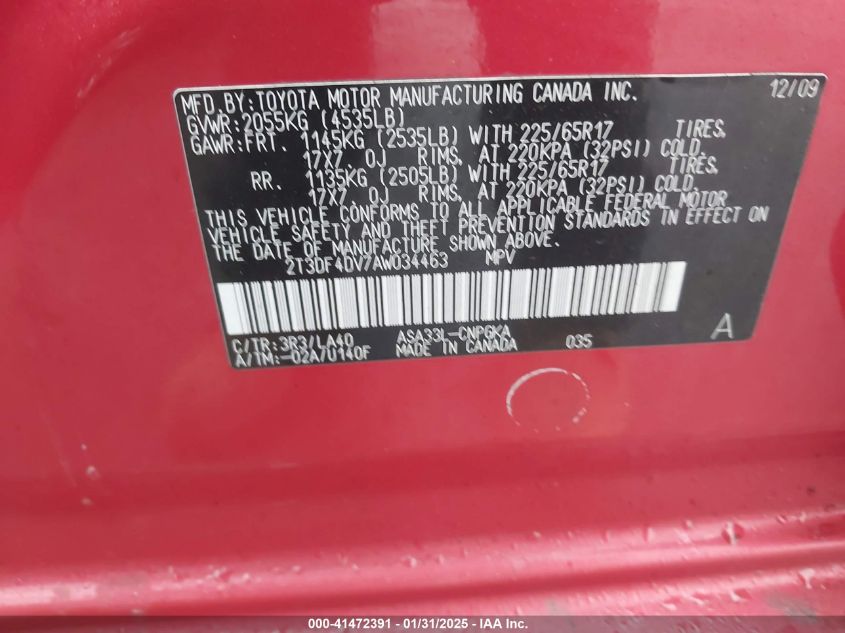 MFD.BY:TOYOTA MOTOR MANUFACTURING CANADA INC. 12/09
GVWR:2055KG (4535LB)
GAWR:FRT. 1145KG (2535LB) WITH 225/65R17 TIRES,
17X7.0J RIMS, AT 220KPA (32PSI) COLD.
RR. 1135KG (2505LB) WITH 225/65R17 TIRES,
17X7.0J RIMS, AT 220KPA (32PSI) COLD.
THIS VEHICLE CONFORMS TO ALL APPLICABLE FEDERAL MOTOR
VEHICLE SAFETY AND THEFT PREVENTION STANDARDS IN EFFECT ON
THE DATE OF MANUFACTURE SHOWN ABOVE.
2T3DF4DV7AW034463 MPV
C/TR:3R3/LA40 ASA33L-CNPGKA 035 A
A/TM:-02A/U140F MADE IN CANADA
000-41472391 - 01/31/2025 - IAA Inc.